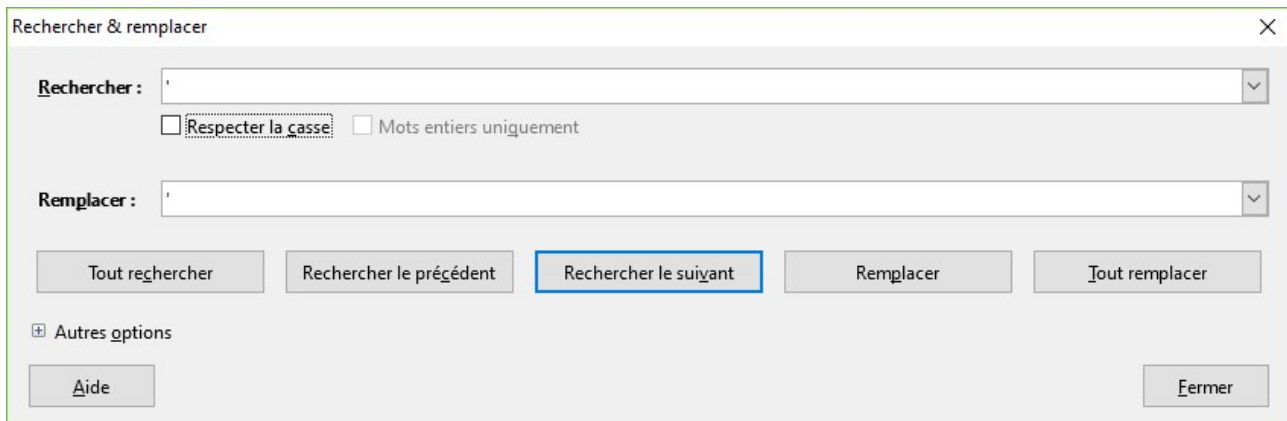 Rechercher & remplacer
Rechercher : '
Respecter la casse Mots entiers uniquement
Remplacer : ’
Tout rechercher Rechercher le précédent Rechercher le suivant Remplacer Tout remplacer
Autres options
Aide Fermer